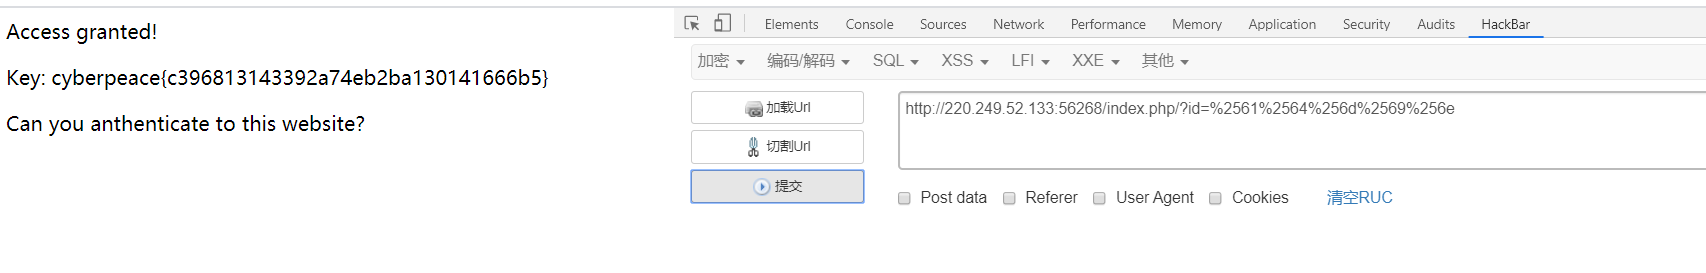 Access granted!
Key: cyberpeace{c396813143392a74eb2ba130141666b5}
Can you anthenticate to this website?
Elements Console Sources Network Performance Memory Application Security Audits HackBar
加密 编码/解码 SQL XSS LFI XXE 其他
加载Url
切割Url
提交
http://220.249.52.133:56268/index.php/?id=%2561%2564%256d%2569%256e
Post data Referer User Agent Cookies 清空RUC